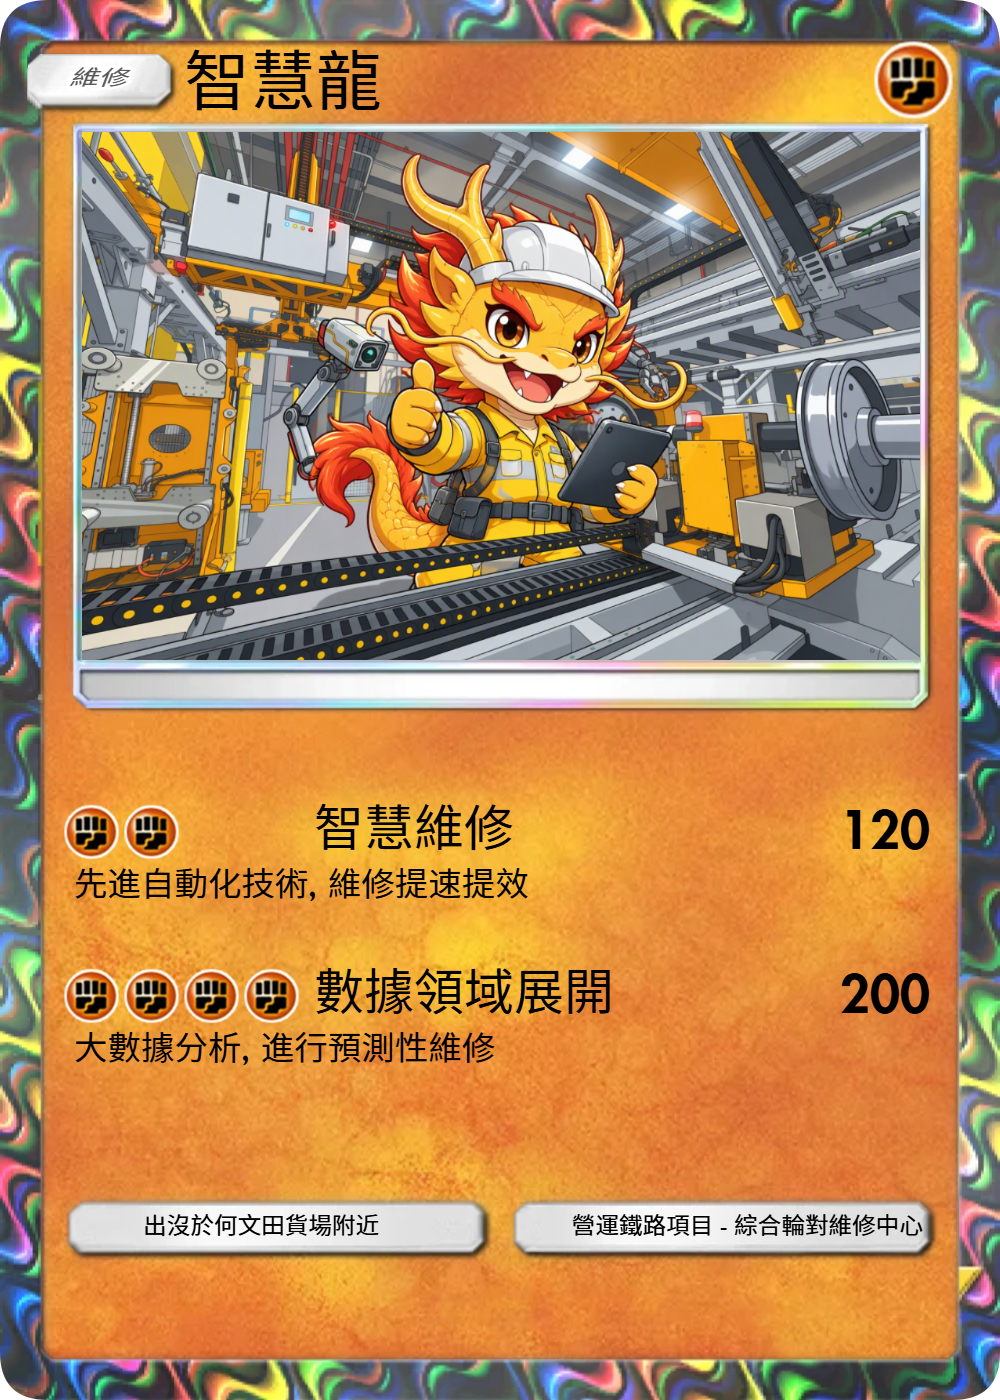 維修
智慧龍
智慧維修 120
先進自動化技術, 維修提速提效
數據領域展開 200
大數據分析, 進行預測性維修
出沒於何文田貨場附近
營運鐵路項目 - 綜合輪對維修中心